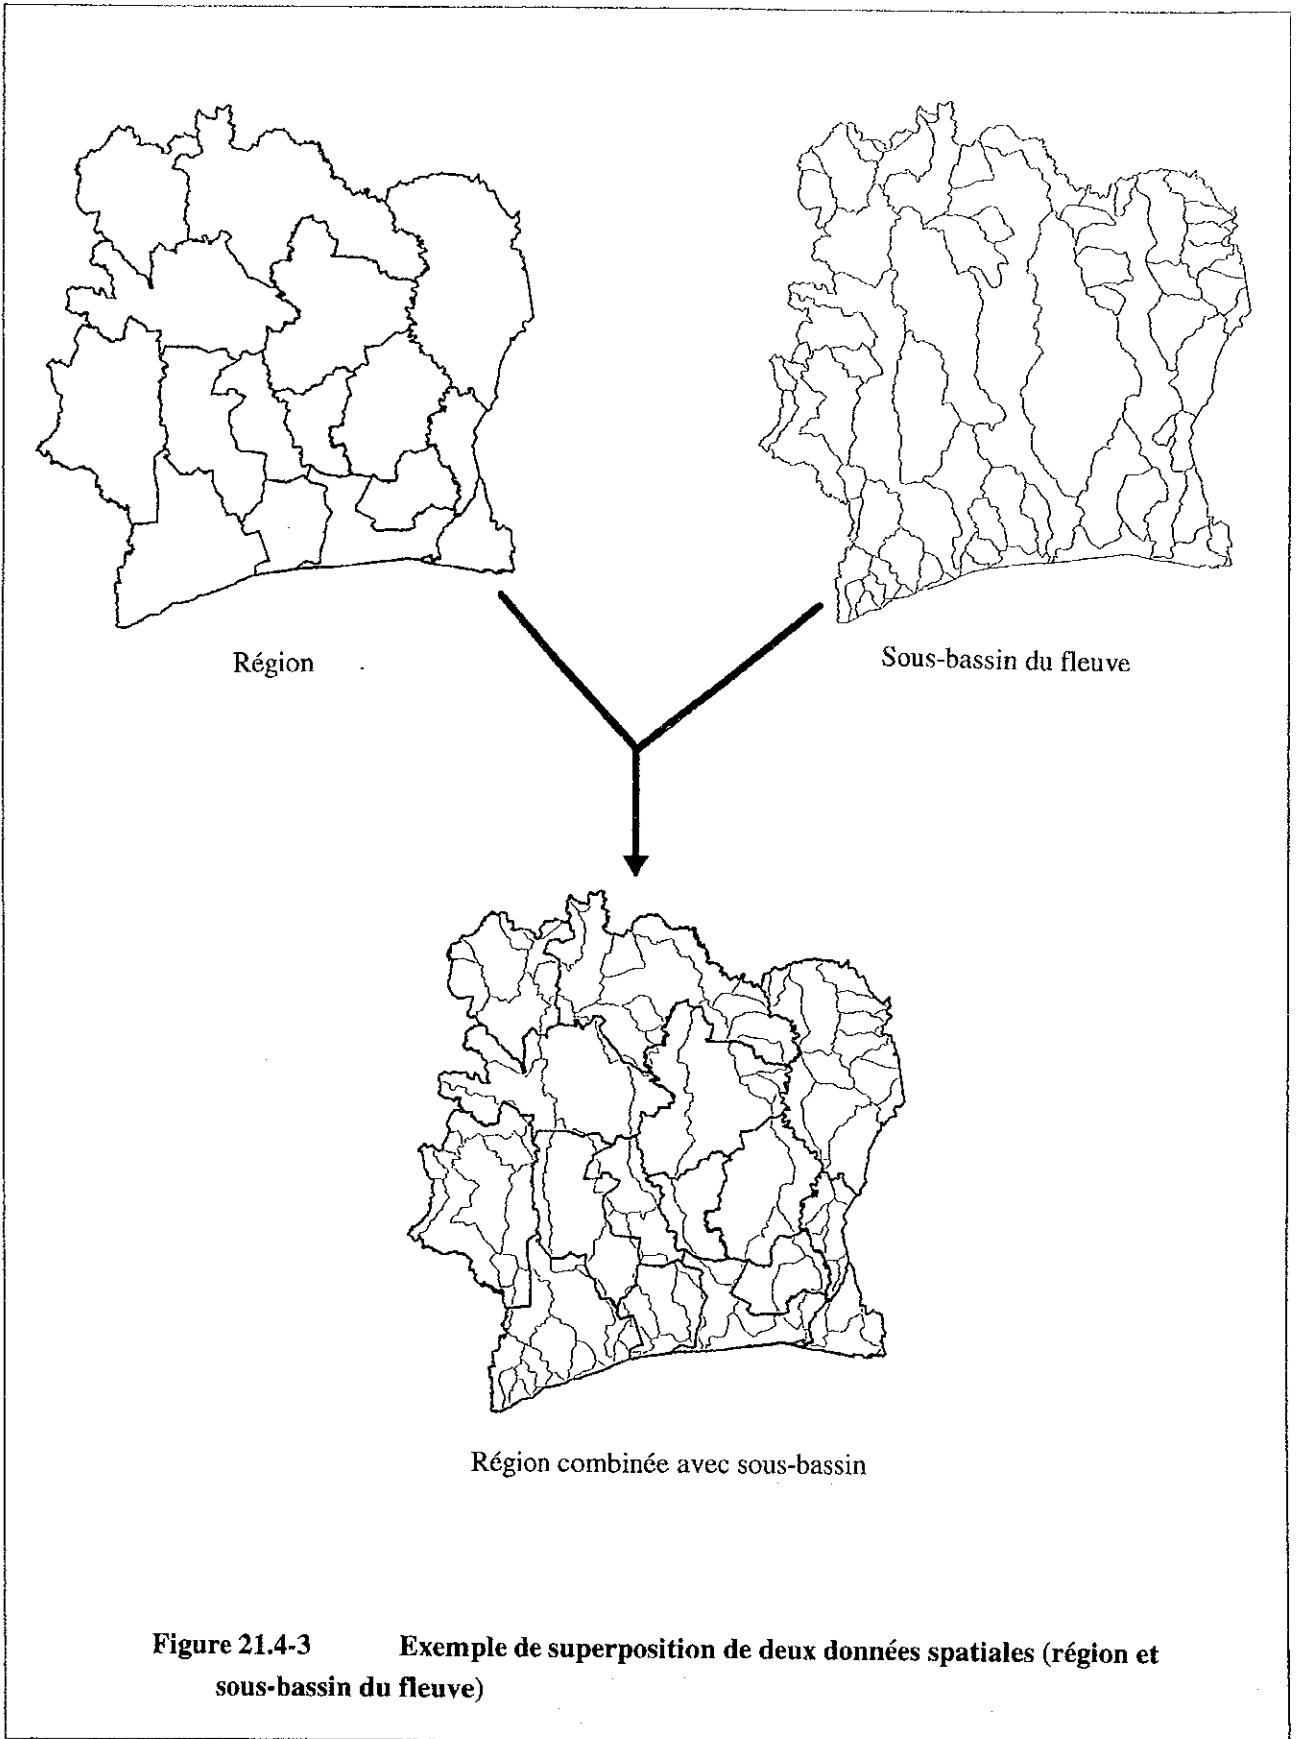 Région
Sous-bassin du fleuve
Région combinée avec sous-bassin
Figure 21.4-3 Exemple de superposition de deux données spatiales (région et
sous-bassin du fleuve)